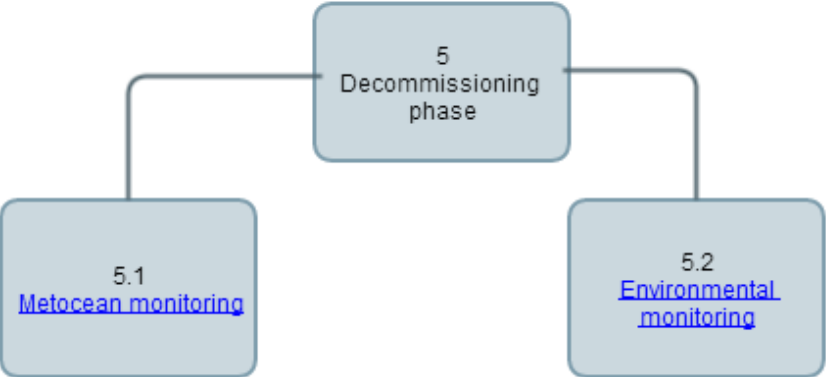 5
Decommissioning
phase
5.1
Metocean monitoring
5.2
Environmental
monitoring